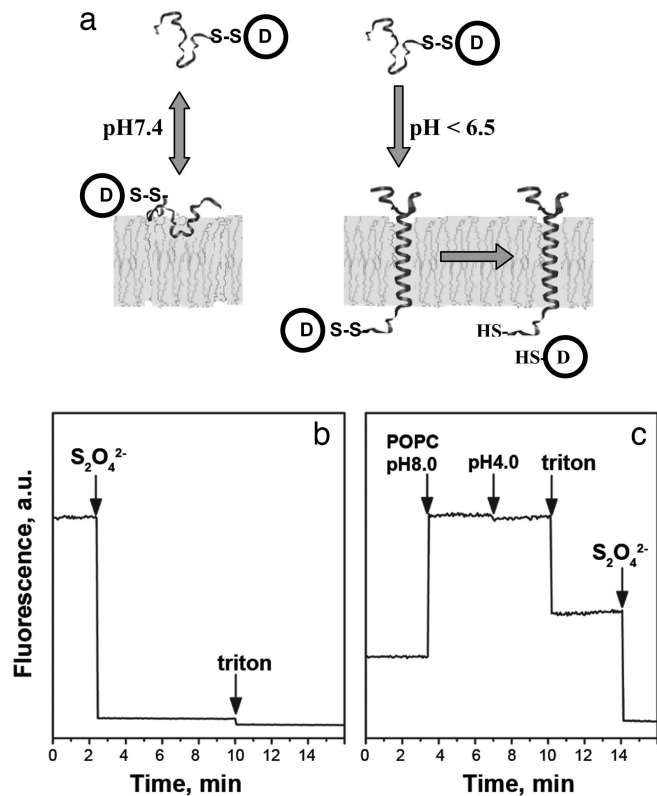 a
S-S D
S-S D
pH7.4
pH < 6.5
D S-S-
D S-S
HS-
HS- D
b
S₂O₄²⁻
triton
Fluorescence, a.u.
0 2 4 6 8 10 12 14
Time, min
c
POPC
pH8.0
pH4.0
triton
S₂O₄²⁻
0 2 4 6 8 10 12 14
Time, min